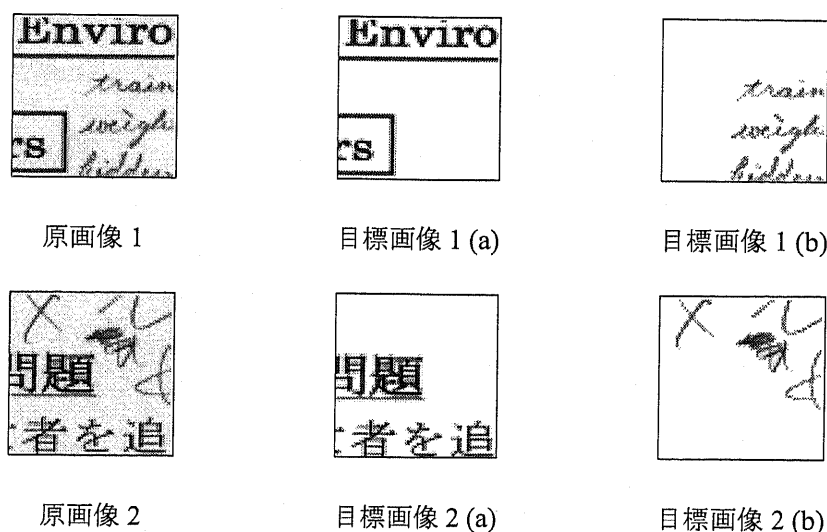 Enviro
train
weigh
rs
hidden
Enviro
rs
train
weigh
hidden
原画像 1
目標画像 1 (a)
目標画像 1 (b)
問題
者を追
問題
者を追
原画像 2
目標画像 2 (a)
目標画像 2 (b)